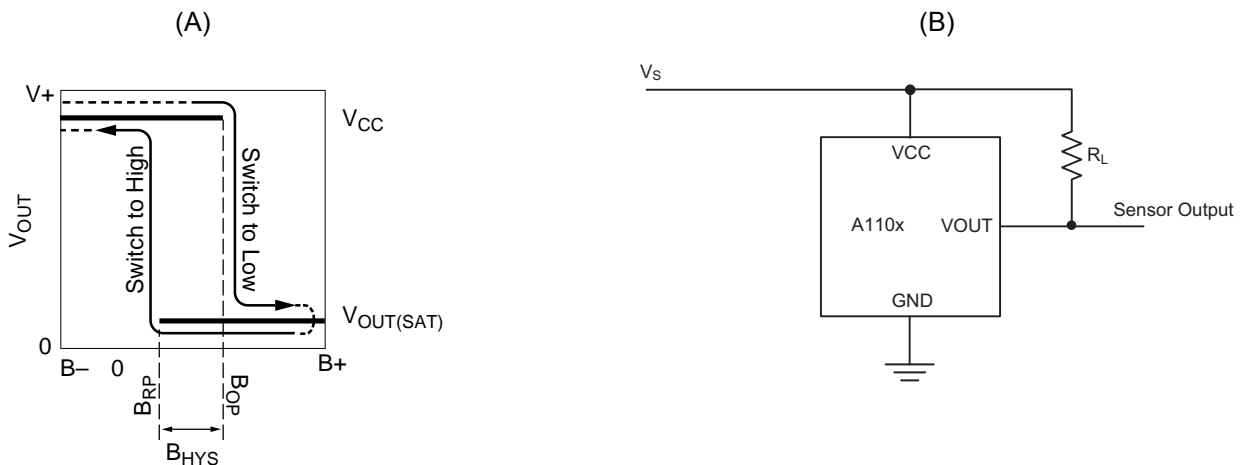 (A)
V+
VCC
VOUT
Switch to High
Switch to Low
VOUT(SAT)
0
B–
0
B+
BRP
BOP
BHYS
(B)
VS
VCC
RL
A110x
VOUT
Sensor Output
GND